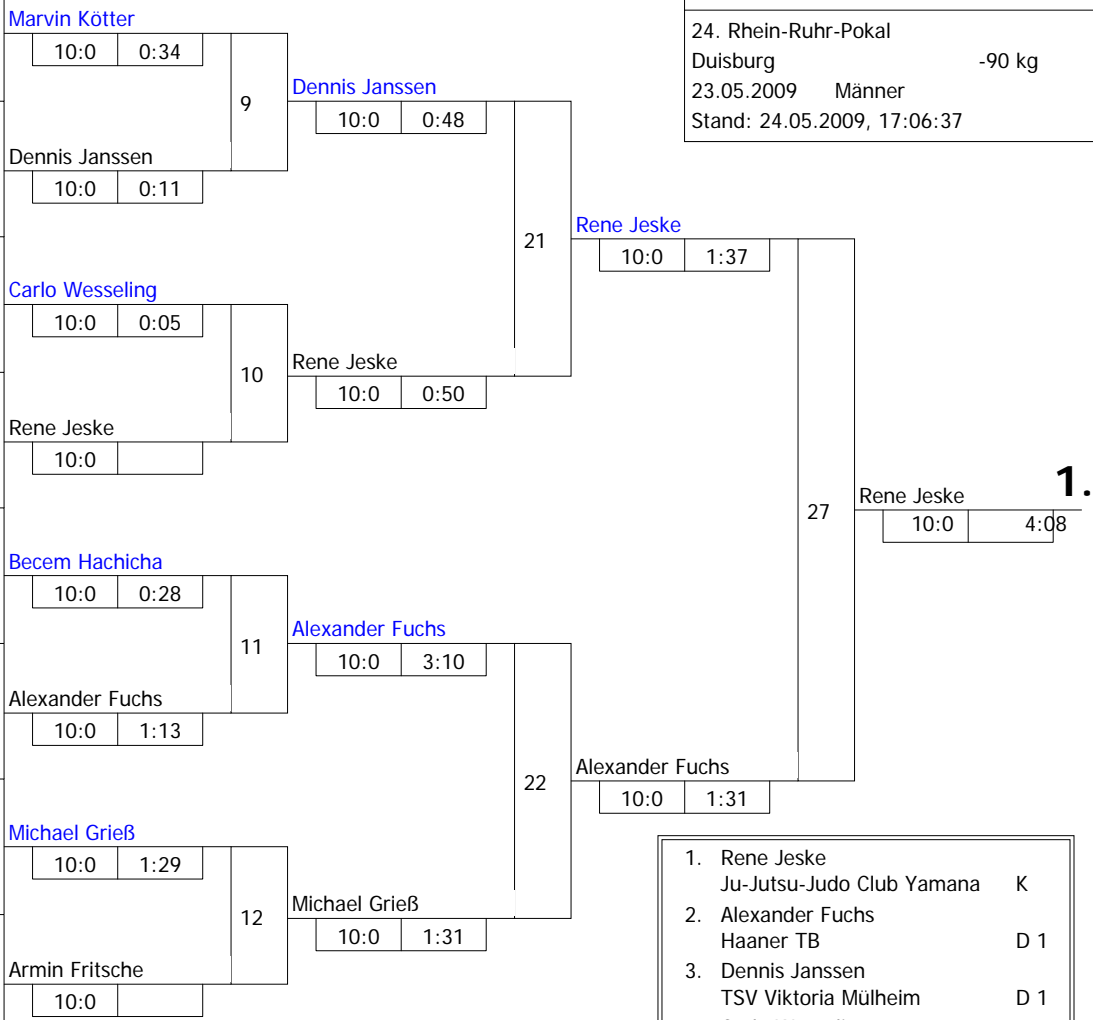 Marvin Kötter
10:0 0:34
9
Dennis Janssen
10:0 0:11
Carlo Wesseling
10:0 0:05
10
Rene Jeske
10:0
Becem Hachicha
10:0 0:28
11
Alexander Fuchs
10:0 1:13
Michael Grieß
10:0 1:29
12
Armin Fritsche
10:0
Dennis Janssen
10:0 0:48
21
Rene Jeske
10:0 0:50
Alexander Fuchs
10:0 3:10
22
Michael Grieß
10:0 1:31
Rene Jeske
10:0 1:37
27
Alexander Fuchs
10:0 1:31
Rene Jeske 1.
10:0 4:08
24. Rhein-Ruhr-Pokal
Duisburg -90 kg
23.05.2009 Männer
Stand: 24.05.2009, 17:06:37
1. Rene Jeske
Ju-Jutsu-Judo Club Yamana K
2. Alexander Fuchs
Haaner TB D 1
3. Dennis Janssen
TSV Viktoria Mülheim D 1